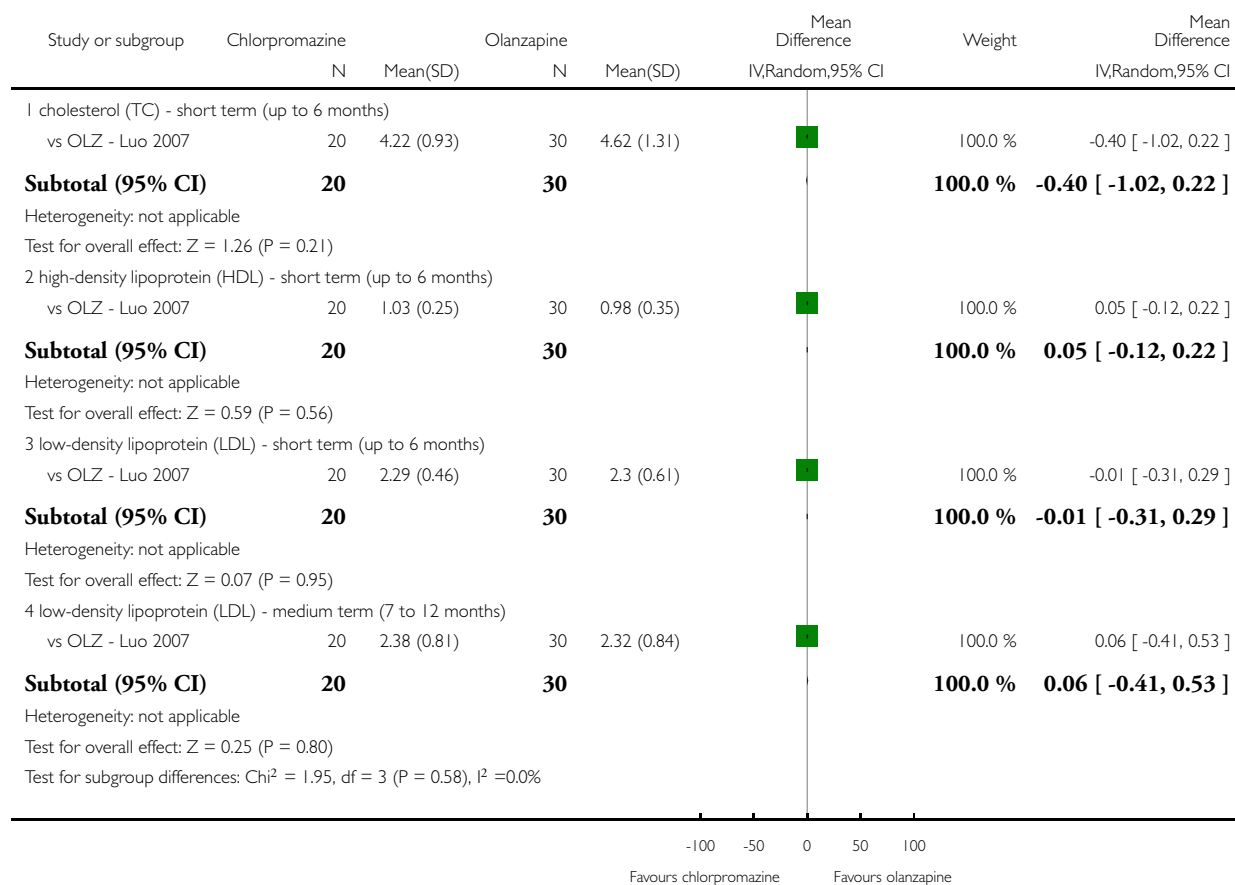 Study or subgroup Chlorpromazine Olanzapine Mean Difference Weight Mean Difference
N Mean(SD) N Mean(SD) IV,Random,95% CI IV,Random,95% CI
1 cholesterol (TC) - short term (up to 6 months)
vs OLZ - Luo 2007 20 4.22 (0.93) 30 4.62 (1.31) 100.0 % -0.40 [ -1.02, 0.22 ]
Subtotal (95% CI) 20 30 100.0 % -0.40 [ -1.02, 0.22 ]
Heterogeneity: not applicable
Test for overall effect: Z = 1.26 (P = 0.21)
2 high-density lipoprotein (HDL) - short term (up to 6 months)
vs OLZ - Luo 2007 20 1.03 (0.25) 30 0.98 (0.35) 100.0 % 0.05 [ -0.12, 0.22 ]
Subtotal (95% CI) 20 30 100.0 % 0.05 [ -0.12, 0.22 ]
Heterogeneity: not applicable
Test for overall effect: Z = 0.59 (P = 0.56)
3 low-density lipoprotein (LDL) - short term (up to 6 months)
vs OLZ - Luo 2007 20 2.29 (0.46) 30 2.3 (0.61) 100.0 % -0.01 [ -0.31, 0.29 ]
Subtotal (95% CI) 20 30 100.0 % -0.01 [ -0.31, 0.29 ]
Heterogeneity: not applicable
Test for overall effect: Z = 0.07 (P = 0.95)
4 low-density lipoprotein (LDL) - medium term (7 to 12 months)
vs OLZ - Luo 2007 20 2.38 (0.81) 30 2.32 (0.84) 100.0 % 0.06 [ -0.41, 0.53 ]
Subtotal (95% CI) 20 30 100.0 % 0.06 [ -0.41, 0.53 ]
Heterogeneity: not applicable
Test for overall effect: Z = 0.25 (P = 0.80)
Test for subgroup differences: Chi² = 1.95, df = 3 (P = 0.58), I² =0.0%
-100 -50 0 50 100
Favours chlorpromazine Favours olanzapine